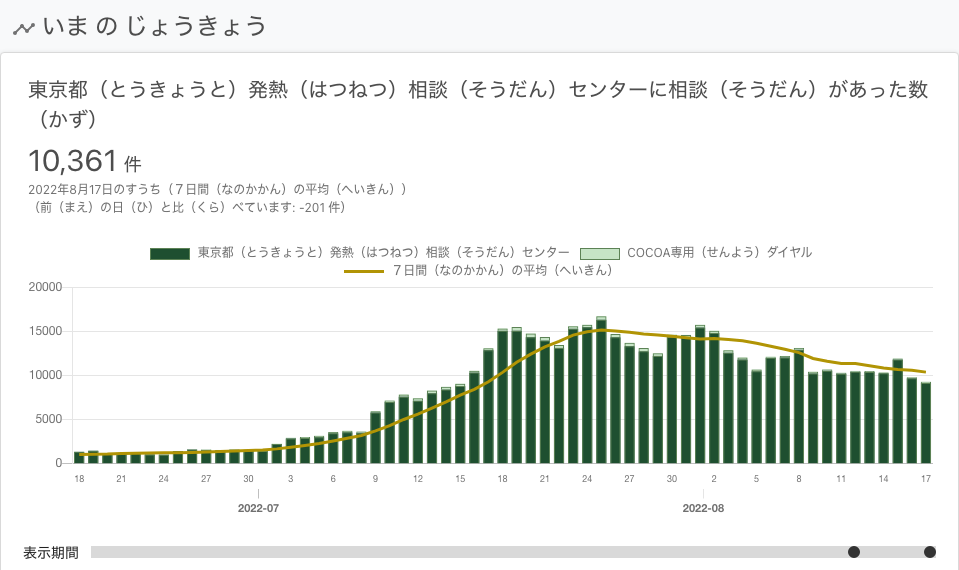 いま の じょうきょう
東京都（とうきょうと）発熱（はつねつ）相談（そうだん）センターに相談（そうだん）があった数
（かず）
10,361 件
2022年8月17日のすうち（７日間（なのかかん）の平均（へいきん））
（前（まえ）の日（ひ）と比（くら）べています: -201 件）
東京都（とうきょうと）発熱（はつねつ）相談（そうだん）センター COCOA専用（せんよう）ダイヤル
７日間（なのかかん）の平均（へいきん）
20000
15000
10000
5000
0
18 21 24 27 30 3 6 9 12 15 18 21 24 27 30 2 5 8 11 14 17
2022-07 2022-08
表示期間